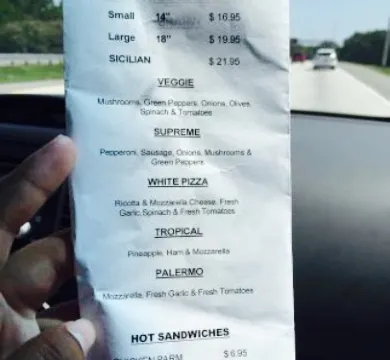 Small 14" $ 16.95
Large 18" $ 19.95
SICILIAN $ 21.95
VEGGIE
Mushrooms, Green Peppers, Onions, Olives,
Spinach & Tomatoes
SUPREME
Pepperoni, Sausage, Onions, Mushrooms &
Green Peppers
WHITE PIZZA
Ricotta & Mozzarella Cheese, Fresh
Garlic, Spinach & Fresh Tomatoes
TROPICAL
Pineapple, Ham & Mozzarella
PALERMO
Mozzarella, Fresh Garlic & Fresh Tomatoes
HOT SANDWICHES
PARM $ 6.95